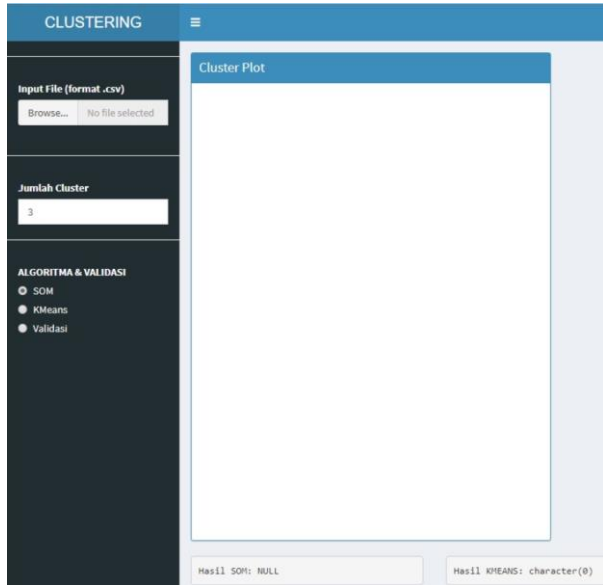 CLUSTERING
Cluster Plot
Input File (format .csv)
Browse... No file selected
Jumlah Cluster
3
ALGORITMA & VALIDASI
SOM
KMeans
Validasi
Hasil SOM: NULL
Hasil KMEANS: character(0)